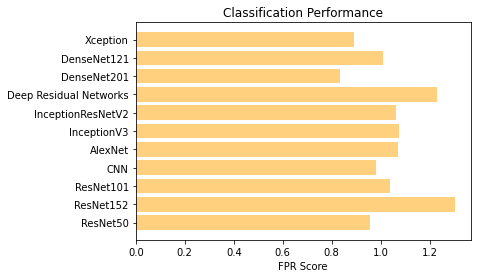 Classification Performance
Xception
DenseNet121
DenseNet201
Deep Residual Networks
InceptionResNetV2
InceptionV3
AlexNet
CNN
ResNet101
ResNet152
ResNet50
0.0 0.2 0.4 0.6 0.8 1.0 1.2
FPR Score